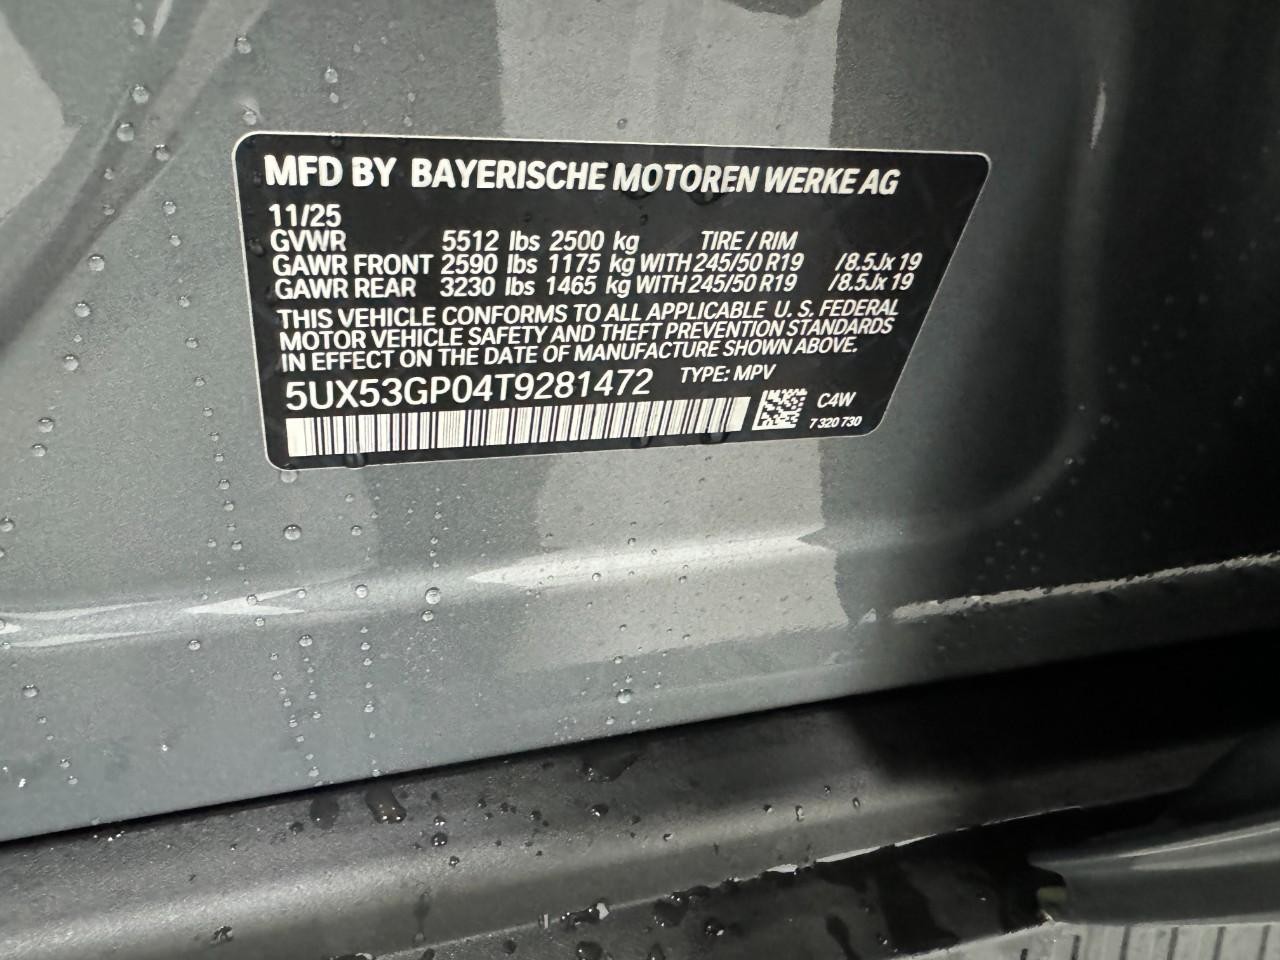 MFD BY BAYERISCHE MOTOREN WERKE AG
11/25
GVWR 5512 lbs 2500 kg TIRE / RIM
GAWR FRONT 2590 lbs 1175 kg WITH 245/50 R19 /8.5Jx 19
GAWR REAR 3230 lbs 1465 kg WITH 245/50 R19 /8.5Jx 19
THIS VEHICLE CONFORMS TO ALL APPLICABLE U. S. FEDERAL
MOTOR VEHICLE SAFETY AND THEFT PREVENTION STANDARDS
IN EFFECT ON THE DATE OF MANUFACTURE SHOWN ABOVE.
5UX53GP04T9281472 TYPE: MPV
C4W
7 320 730